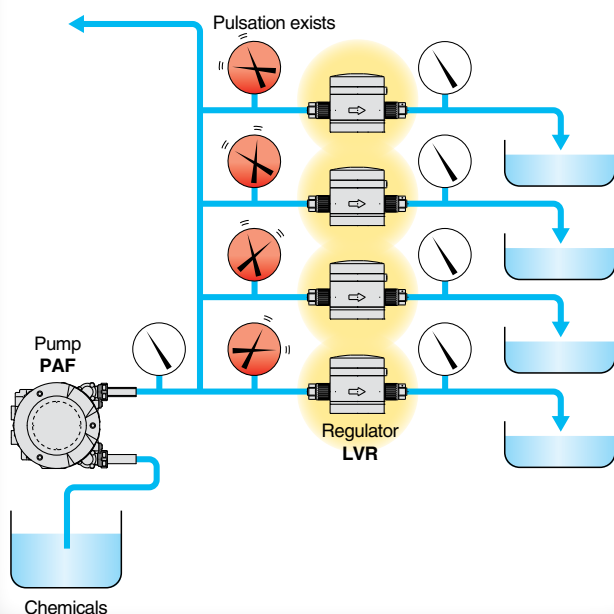 Pulsation exists
Pump
PAF
Regulator
LVR
Chemicals